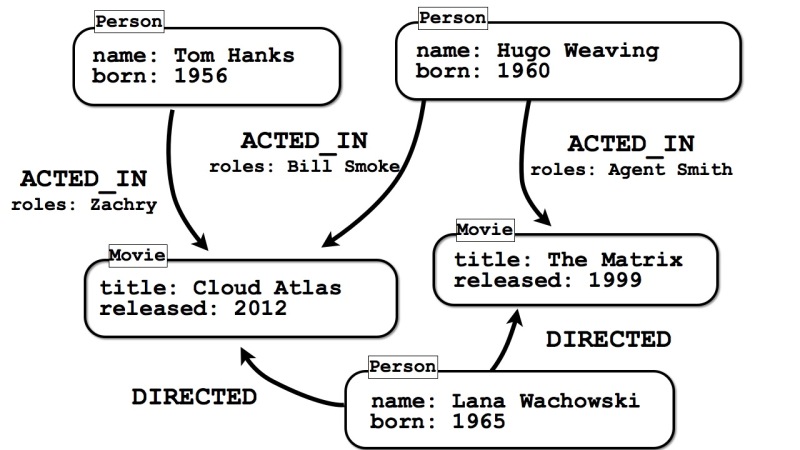 Person
name: Tom Hanks
born: 1956
Person
name: Hugo Weaving
born: 1960
ACTED_IN
roles: Zachry
ACTED_IN
roles: Bill Smoke
ACTED_IN
roles: Agent Smith
Movie
title: Cloud Atlas
released: 2012
Movie
title: The Matrix
released: 1999
DIRECTED
DIRECTED
Person
name: Lana Wachowski
born: 1965